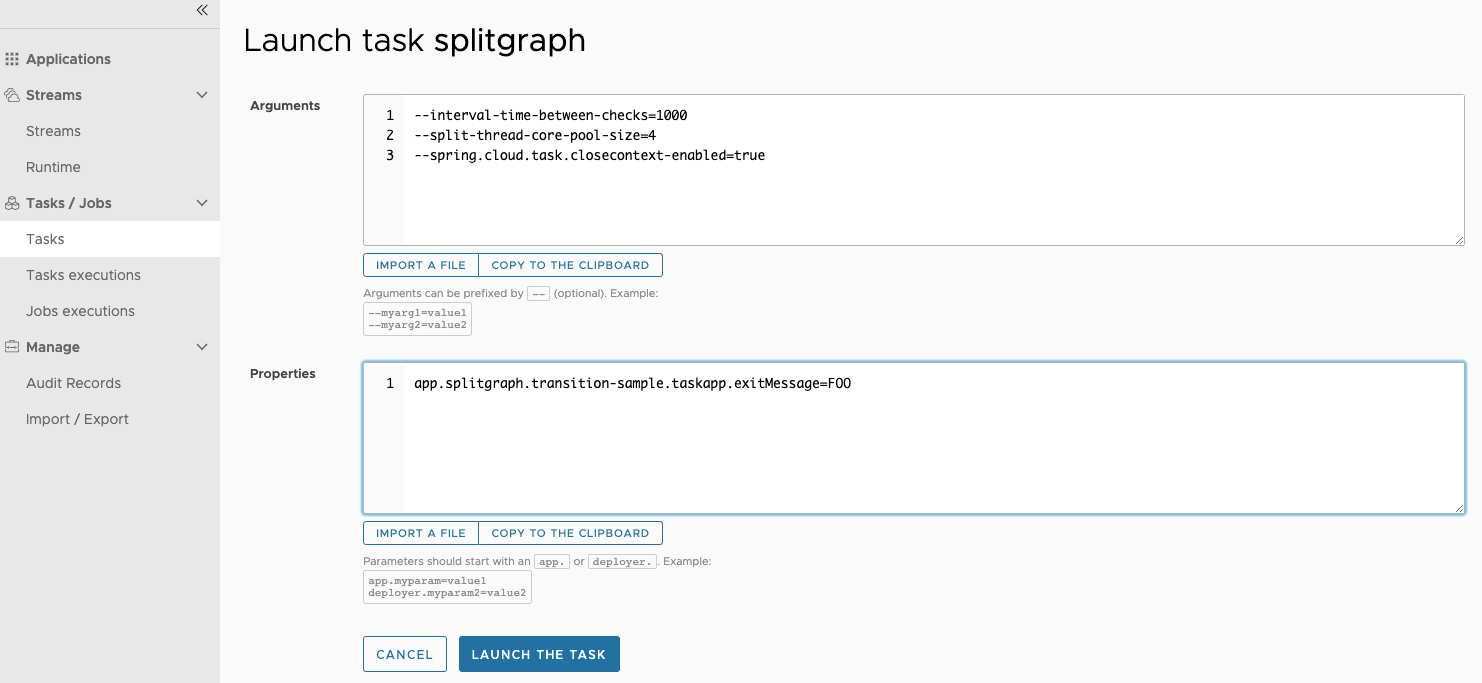 Applications
Streams
Streams
Runtime
Tasks / Jobs
Tasks
Tasks executions
Jobs executions
Manage
Audit Records
Import / Export
Launch task splitgraph
Arguments
1 --interval-time-between-checks=1000
2 --split-thread-core-pool-size=4
3 --spring.cloud.task.closecontext-enabled=true
IMPORT A FILE COPY TO THE CLIPBOARD
Arguments can be prefixed by -- (optional). Example:
--myarg1=value1
--myarg2=value2
Properties
1 app.splitgraph.transition-sample.taskapp.exitMessage=FOO
IMPORT A FILE COPY TO THE CLIPBOARD
Parameters should start with an app. or deployer. . Example:
app.myparam=value1
deployer.myparam2=value2
CANCEL LAUNCH THE TASK